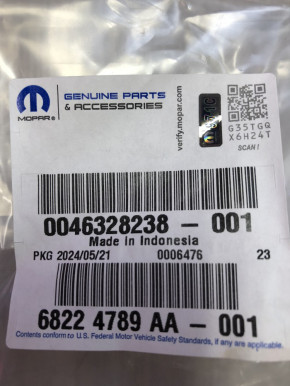 GENUINE PARTS
& ACCESSORIES
MOPAR®
verify.mopar.com
G35TGQ
X6H24T
SCAN!
0046328238 - 001
Made in Indonesia
PKG 2024/05/21 0006476 23
6822 4789 AA - 001
Contents conform to U.S. Federal Motor Vehicle Safety Standards, if any are applicable.